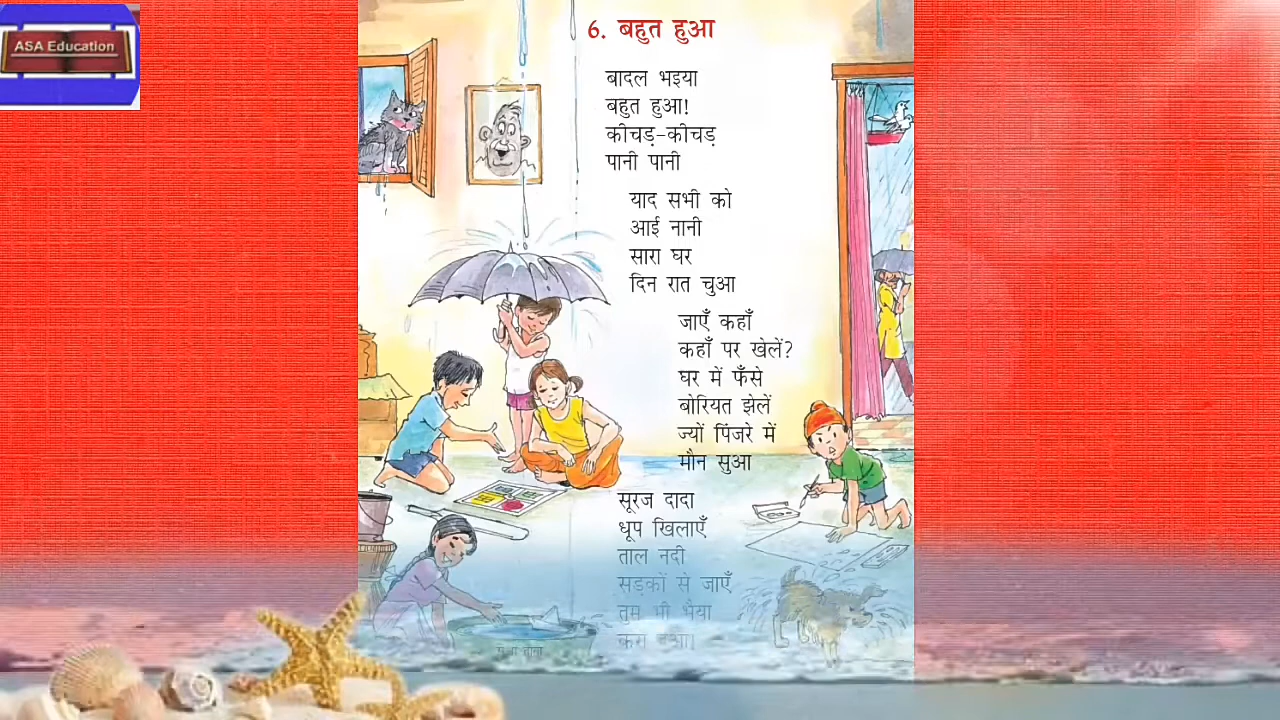 ASA Education
6. बहुत हुआ
बादल भइया
बहुत हुआ!
कीचड़-कीचड़
पानी पानी
याद सभी को
आई नानी
सारा घर
दिन रात चुआ
जाएँ कहाँ
कहाँ पर खेलें?
घर में फँसे
बोरियत झेलें
ज्यों पिंजरे में
मौन सुआ
सूरज दादा
धूप खिलाएँ
ताल नदी
सड़कों से जाएँ
तुम भी भैया